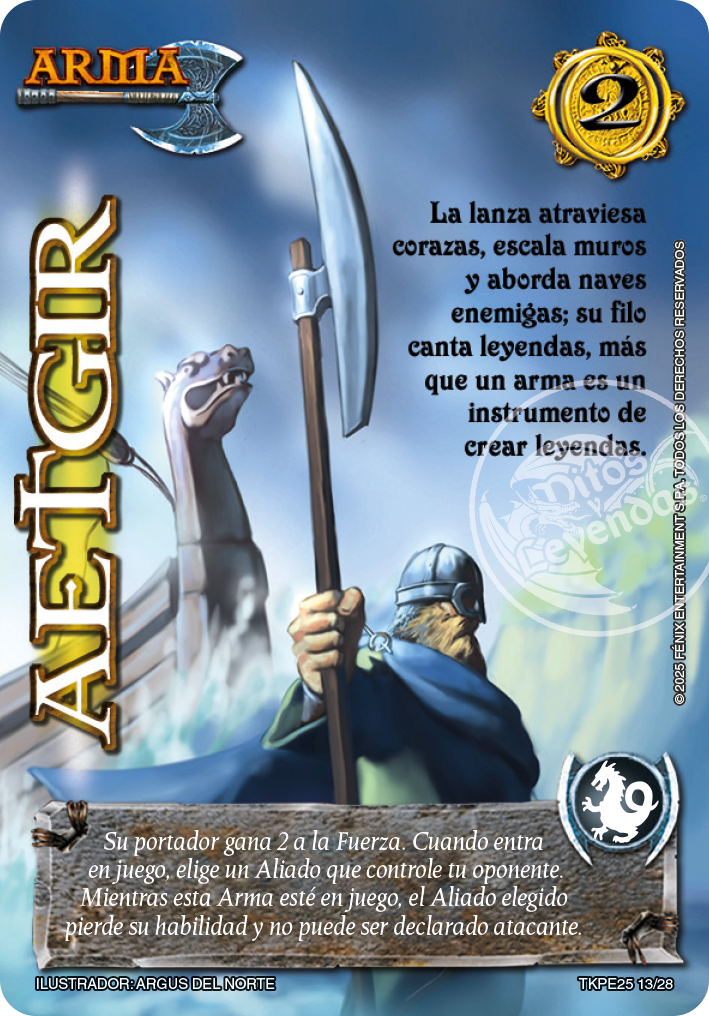 ARMA
2
AETGIR
La lanza atraviesa
corazas, escala muros
y aborda naves
enemigas; su filo
canta leyendas, más
que un arma es un
instrumento de
crear leyendas.
Mitos
y
Leyendas
©2025 FÉNIX ENTERTAINMENT S.P.A. TODOS LOS DERECHOS RESERVADOS
Su portador gana 2 a la Fuerza. Cuando entra
en juego, elige un Aliado que controle tu oponente.
Mientras esta Arma esté en juego, el Aliado elegido
pierde su habilidad y no puede ser declarado atacante.
ILUSTRADOR: ARGUS DEL NORTE
TKPE25 13/28